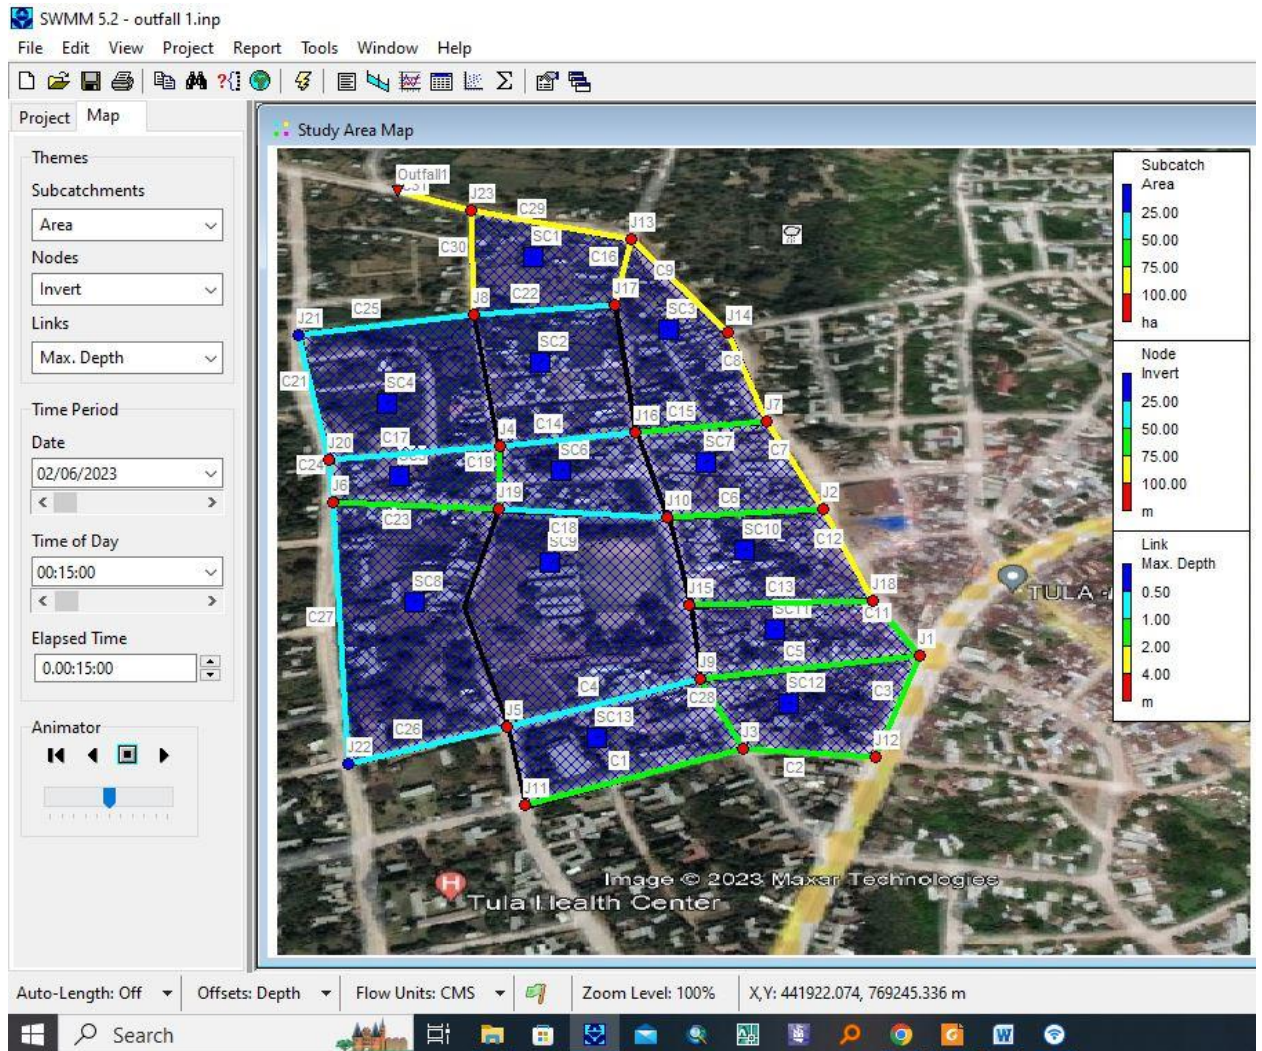 SWMM 5.2 - outfall 1.inp
File Edit View Project Report Tools Window Help
Project Map
Themes
Subcatchments
Area
Nodes
Invert
Links
Max. Depth
Time Period
Date
02/06/2023
Time of Day
00:15:00
Elapsed Time
0.00:15:00
Animator
Study Area Map
Outfall1
C31
J23
C29
J13
C30
SC1
C16
C9
J8
C22
J17
C25
SC3
J21
J14
SC2
C8
C21
SC4
J7
C14
J16
C15
C17
J4
J20
C19
SC6
SC7
C7
C24
J6
J19
J10
C6
J2
C23
C18
SC10
C12
SC9
SC8
C13
J18
J15
C11
C27
SC11
J1
C5
J9
C4
SC12
C3
C28
J5
SC13
C26
J3
J12
J22
C1
C2
J11
TULA
Image © 2023 Maxar Technologies
H
Tula Health Center
Subcatch
Area
25.00
50.00
75.00
100.00
ha
Node
Invert
25.00
50.00
75.00
100.00
m
Link
Max. Depth
0.50
1.00
2.00
4.00
m
Auto-Length: Off Offsets: Depth Flow Units: CMS Zoom Level: 100% X,Y: 441922.074, 769245.336 m
Search